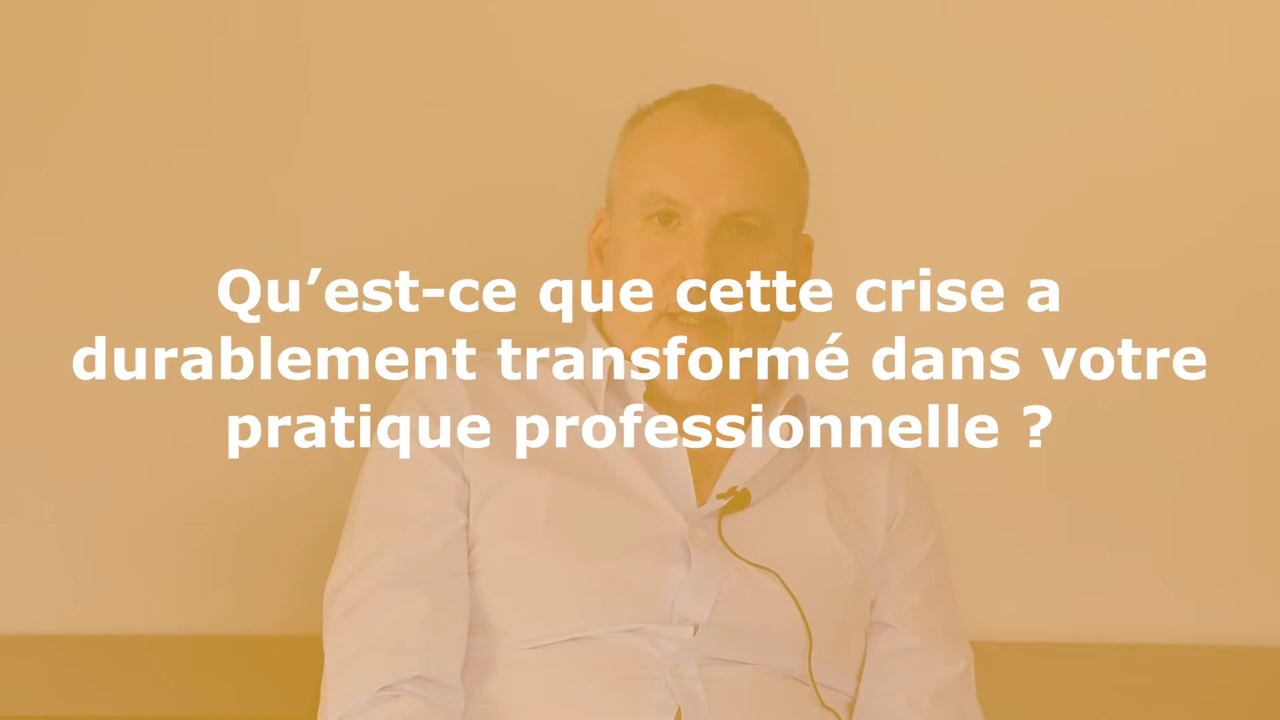 Qu’est-ce que cette crise a
durablement transformé dans votre
pratique professionnelle ?